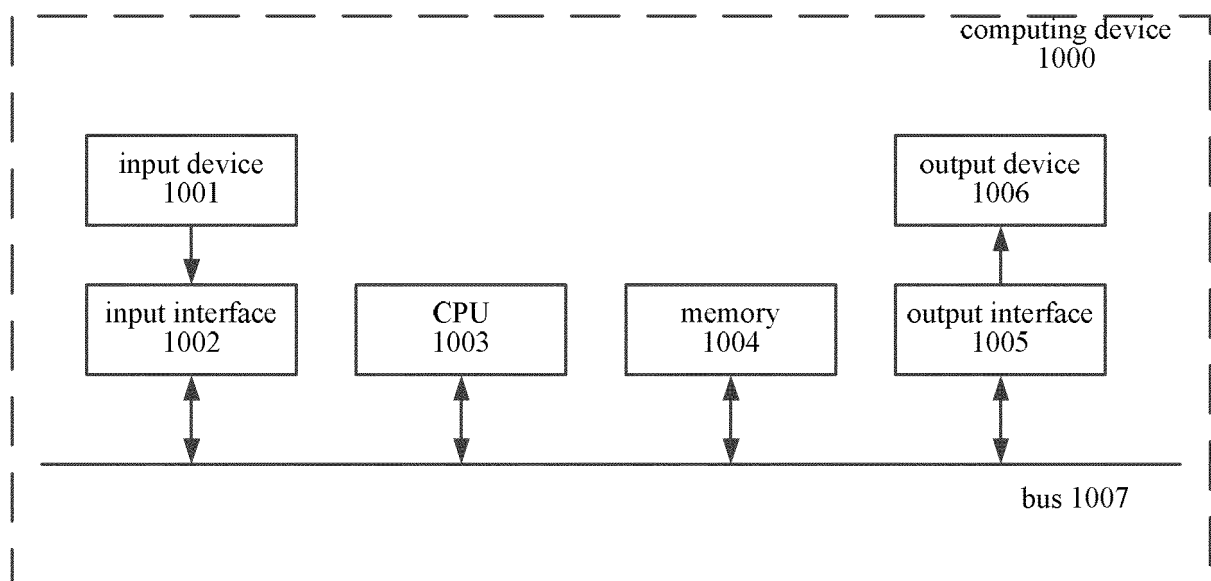 computing device
1000
input device
1001
output device
1006
input interface
1002
CPU
1003
memory
1004
output interface
1005
bus 1007